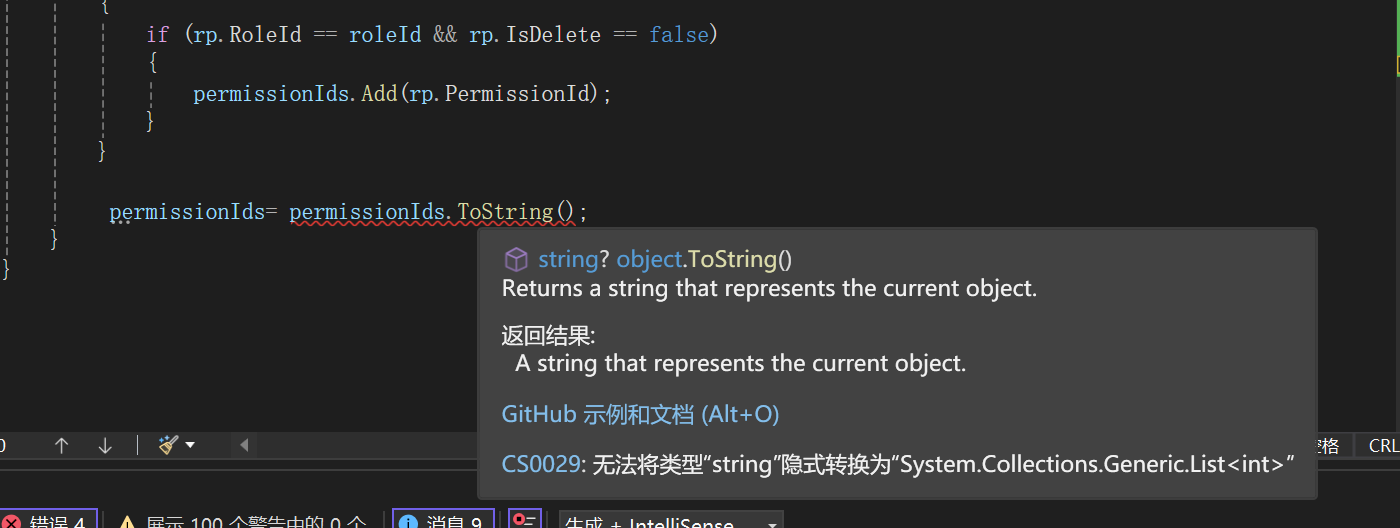 {
if (rp.RoleId == roleId && rp.IsDelete == false)
{
permissionIds.Add(rp.PermissionId);
}
}
permissionIds= permissionIds.ToString();
}
}
string? object.ToString()
Returns a string that represents the current object.
返回结果:
A string that represents the current object.
GitHub 示例和文档 (Alt+O)
CS0029: 无法将类型“string”隐式转换为“System.Collections.Generic.List<int>”
0
空格
CRL
错误 4
展示 100 个警告中的 0 个
消息 9
生成 + IntelliSense